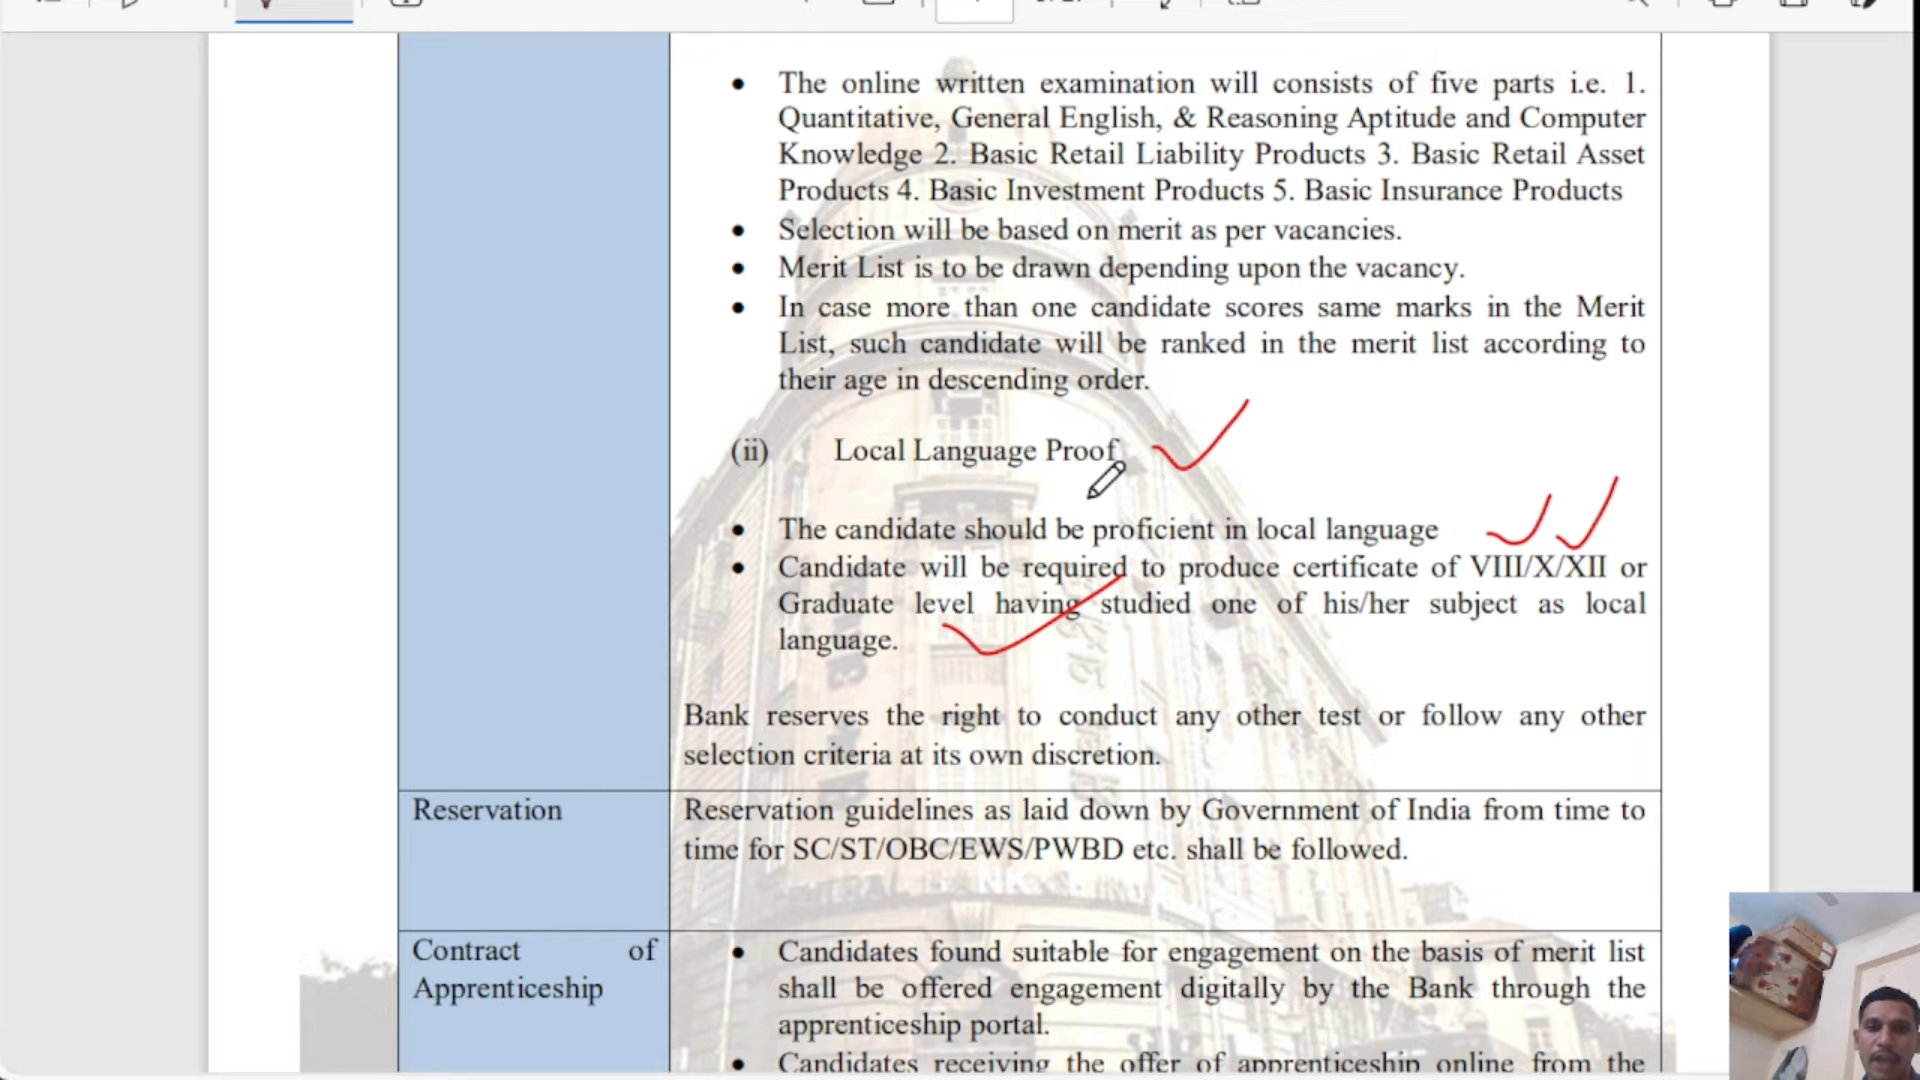 The online written examination will consists of five parts i.e. 1.
Quantitative, General English, & Reasoning Aptitude and Computer
Knowledge 2. Basic Retail Liability Products 3. Basic Retail Asset
Products 4. Basic Investment Products 5. Basic Insurance Products
Selection will be based on merit as per vacancies.
Merit List is to be drawn depending upon the vacancy.
In case more than one candidate scores same marks in the Merit
List, such candidate will be ranked in the merit list according to
their age in descending order.
(ii) Local Language Proof
The candidate should be proficient in local language
Candidate will be required to produce certificate of VIII/X/XII or
Graduate level having studied one of his/her subject as local
language.
Bank reserves the right to conduct any other test or follow any other
selection criteria at its own discretion.
Reservation
Reservation guidelines as laid down by Government of India from time to
time for SC/ST/OBC/EWS/PWBD etc. shall be followed.
Contract of
Apprenticeship
Candidates found suitable for engagement on the basis of merit list
shall be offered engagement digitally by the Bank through the
apprenticeship portal.
Candidates receiving the offer of apprenticeship online from the